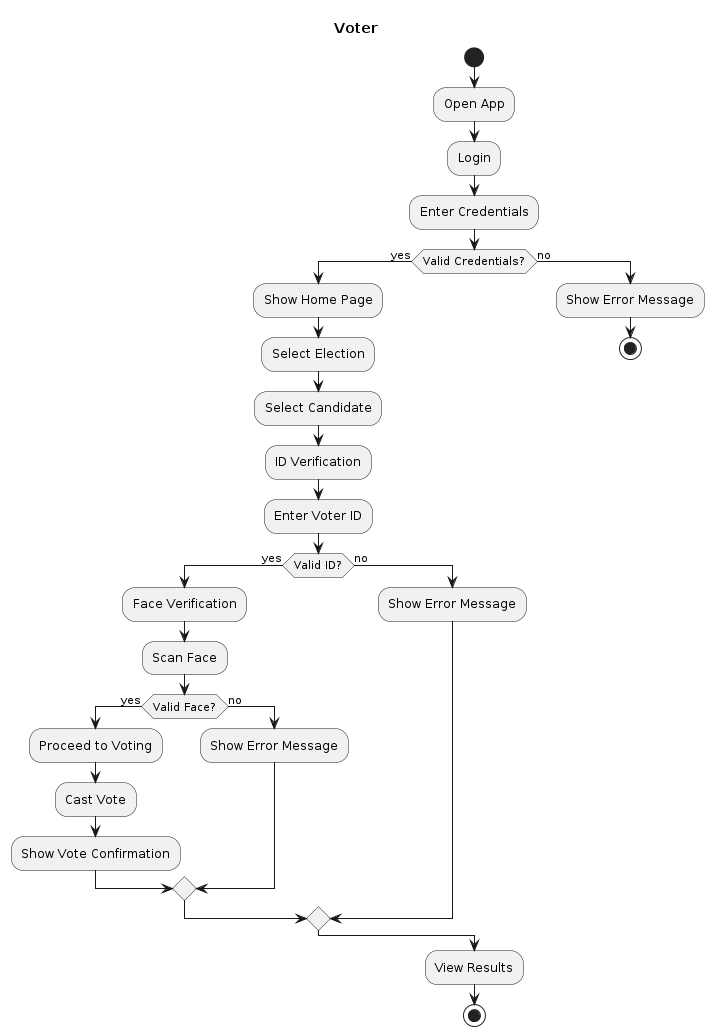 Voter
Open App
Login
Enter Credentials
yes
Valid Credentials?
no
Show Home Page
Show Error Message
Select Election
Select Candidate
ID Verification
Enter Voter ID
yes
Valid ID?
no
Face Verification
Show Error Message
Scan Face
yes
Valid Face?
no
Proceed to Voting
Show Error Message
Cast Vote
Show Vote Confirmation
View Results